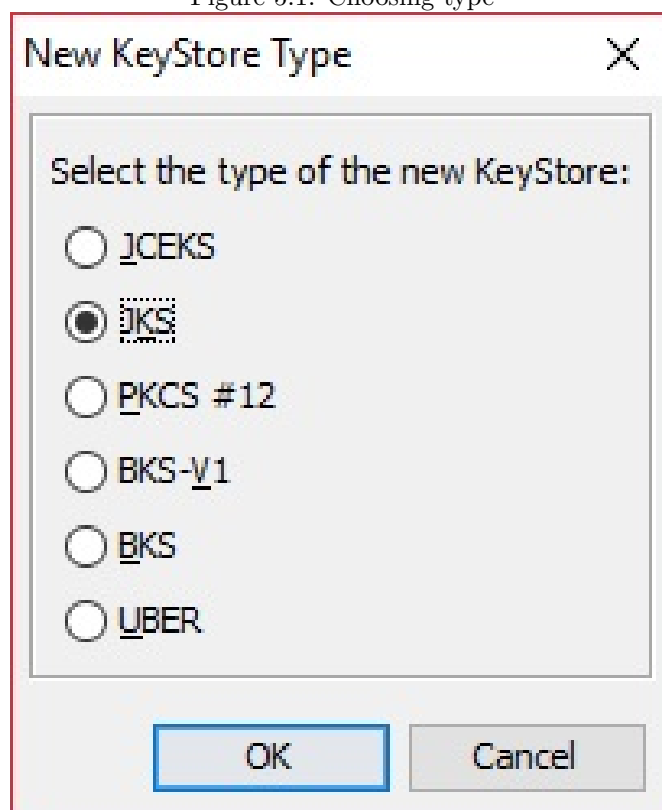 Figure 3.1: Choosing type
New KeyStore Type
Select the type of the new KeyStore:
JCEKS
JKS
PKCS #12
BKS-V1
BKS
UBER
OK
Cancel